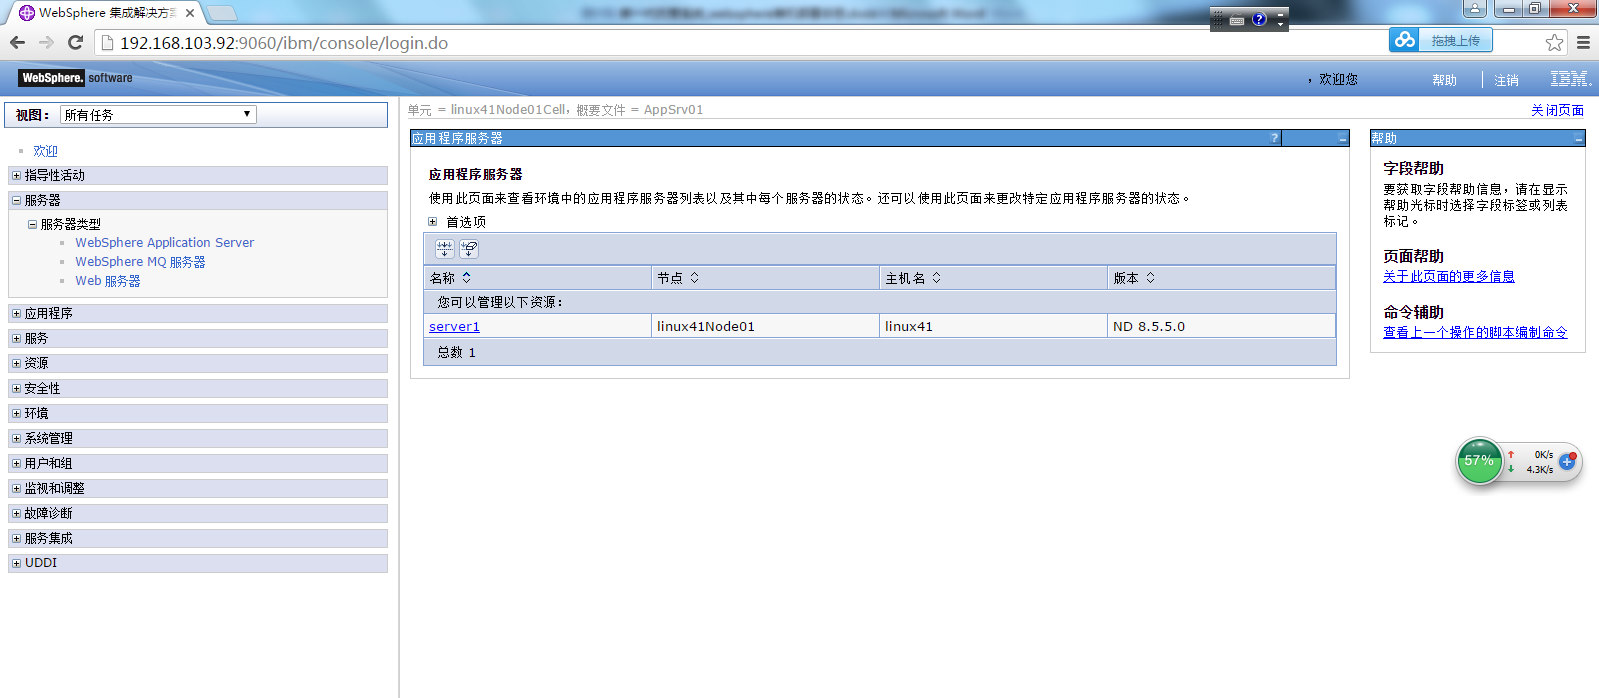 WebSphere 集成解决方案
192.168.103.92:9060/ibm/console/login.do
拖拽上传
WebSphere. software
，欢迎您
帮助
注销
IBM.
视图：
所有任务
欢迎
指导性活动
服务器
服务器类型
WebSphere Application Server
WebSphere MQ 服务器
Web 服务器
应用程序
服务
资源
安全性
环境
系统管理
用户和组
监视和调整
故障诊断
服务集成
UDDI
单元 = linux41Node01Cell，概要文件 = AppSrv01
关闭页面
应用程序服务器
?
应用程序服务器
使用此页面来查看环境中的应用程序服务器列表以及其中每个服务器的状态。还可以使用此页面来更改特定应用程序服务器的状态。
首选项
名称 节点 主机名 版本
您可以管理以下资源：
server1 linux41Node01 linux41 ND 8.5.5.0
总数 1
帮助
字段帮助
要获取字段帮助信息，请在显示
帮助光标时选择字段标签或列表
标记。
页面帮助
关于此页面的更多信息
命令辅助
查看上一个操作的脚本编制命令
57%
0K/s
4.3K/s